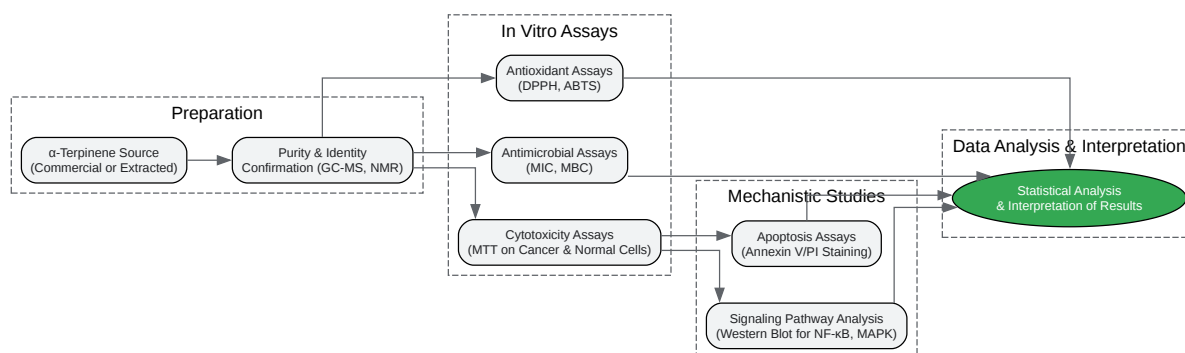 Preparation
α-Terpinene Source
(Commercial or Extracted)
Purity & Identity
Confirmation (GC-MS, NMR)
In Vitro Assays
Antioxidant Assays
(DPPH, ABTS)
Antimicrobial Assays
(MIC, MBC)
Cytotoxicity Assays
(MTT on Cancer & Normal Cells)
Mechanistic Studies
Apoptosis Assays
(Annexin V/PI Staining)
Signaling Pathway Analysis
(Western Blot for NF-κB, MAPK)
Data Analysis & Interpretation
Statistical Analysis
& Interpretation of Results